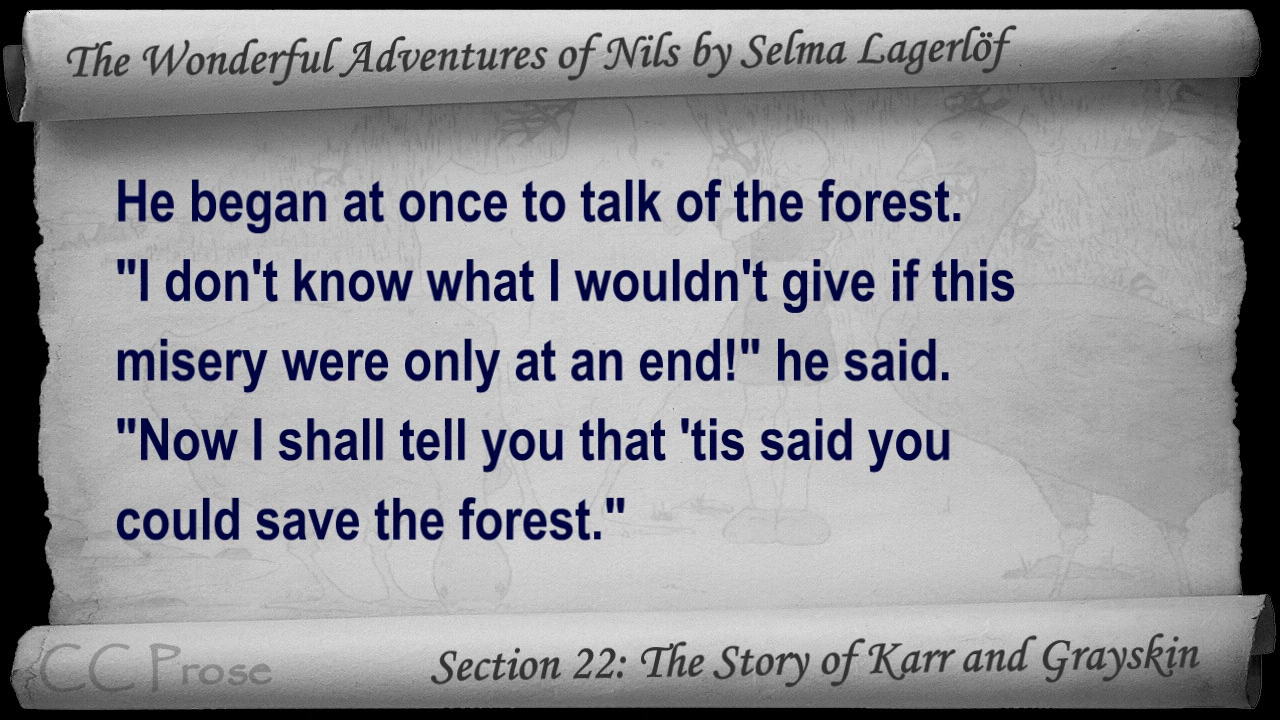 The Wonderful Adventures of Nils by Selma Lagerlöf
He began at once to talk of the forest.
"I don't know what I wouldn't give if this
misery were only at an end!" he said.
"Now I shall tell you that 'tis said you
could save the forest."
CC Prose
Section 22: The Story of Karr and Grayskin